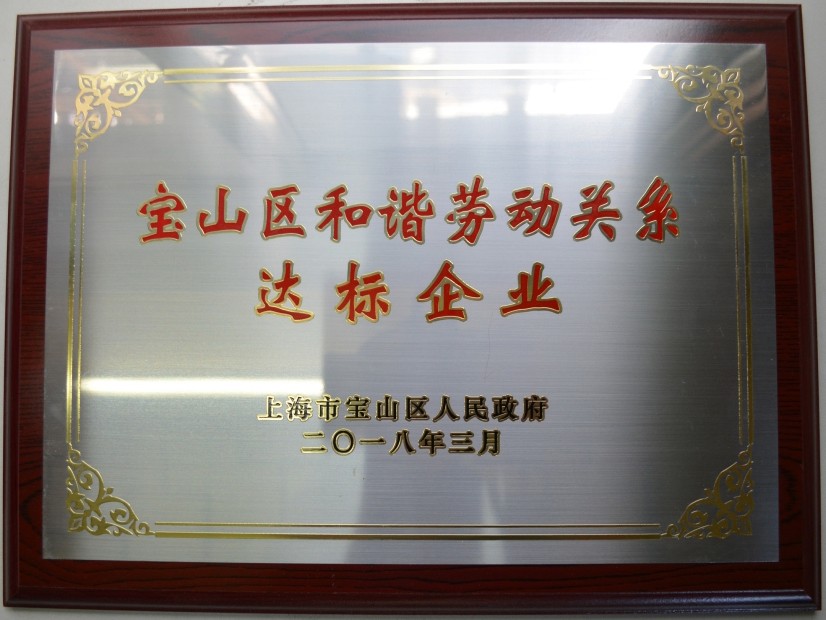 宝山区和谐劳动关系
达标企业
上海市宝山区人民政府
二〇一八年三月